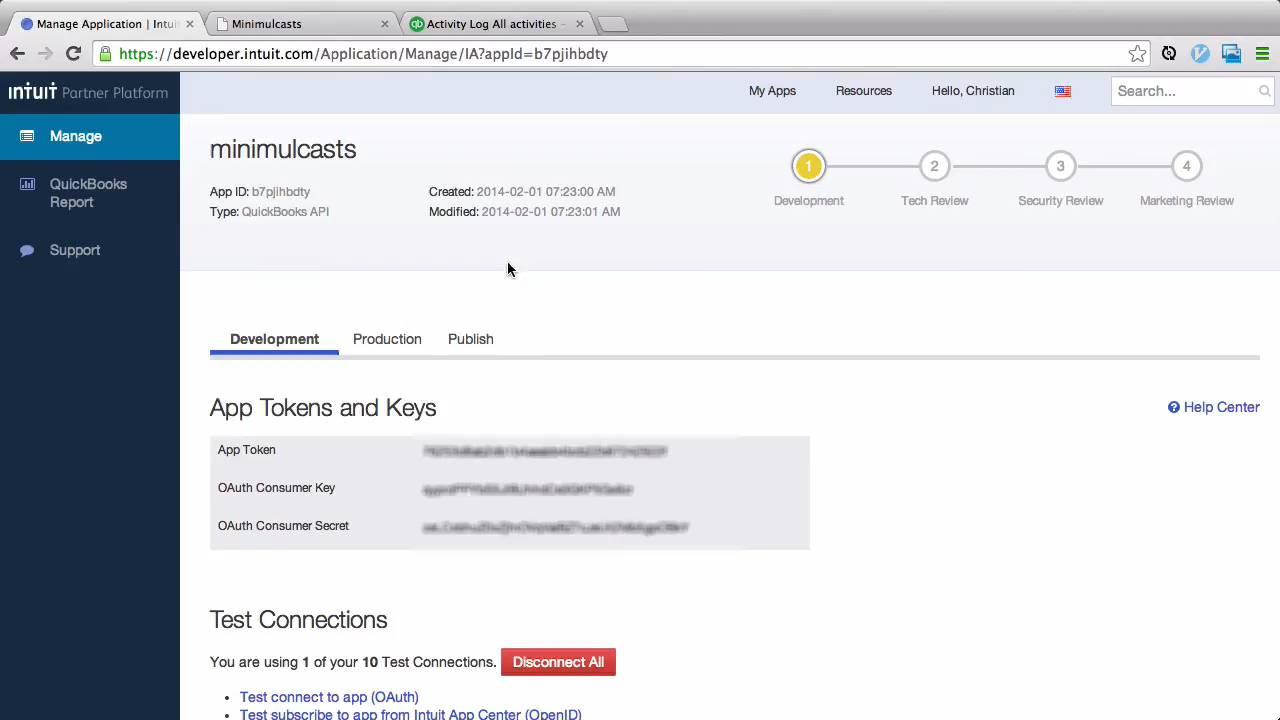 Manage Application | Intui
Minimulcasts
Activity Log All activities –
https://developer.intuit.com/Application/Manage/IA?appId=b7pjihbdty
intuit Partner Platform
My Apps
Resources
Hello, Christian
Search...
Manage
QuickBooks
Report
Support
minimulcasts
App ID: b7pjihbdty
Type: QuickBooks API
Created: 2014-02-01 07:23:00 AM
Modified: 2014-02-01 07:23:01 AM
1
2
3
4
Development
Tech Review
Security Review
Marketing Review
Development
Production
Publish
App Tokens and Keys
Help Center
App Token
OAuth Consumer Key
OAuth Consumer Secret
Test Connections
You are using 1 of your 10 Test Connections.
Disconnect All
• Test connect to app (OAuth)
• Test subscribe to app from Intuit App Center (OpenID)